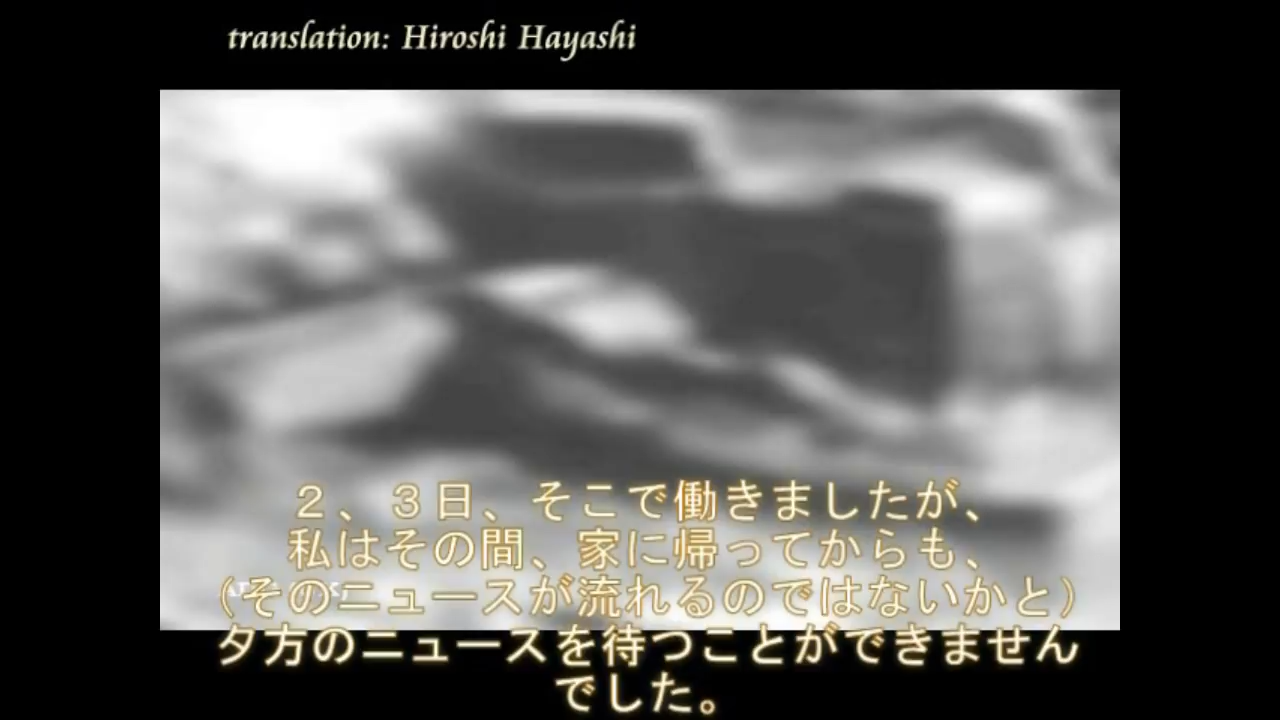 translation: Hiroshi Hayashi
２、３日、そこで働きましたが、
私はその間、家に帰ってからも、
（そのニュースが流れるのではないかと）
夕方のニュースを待つことができません
でした。